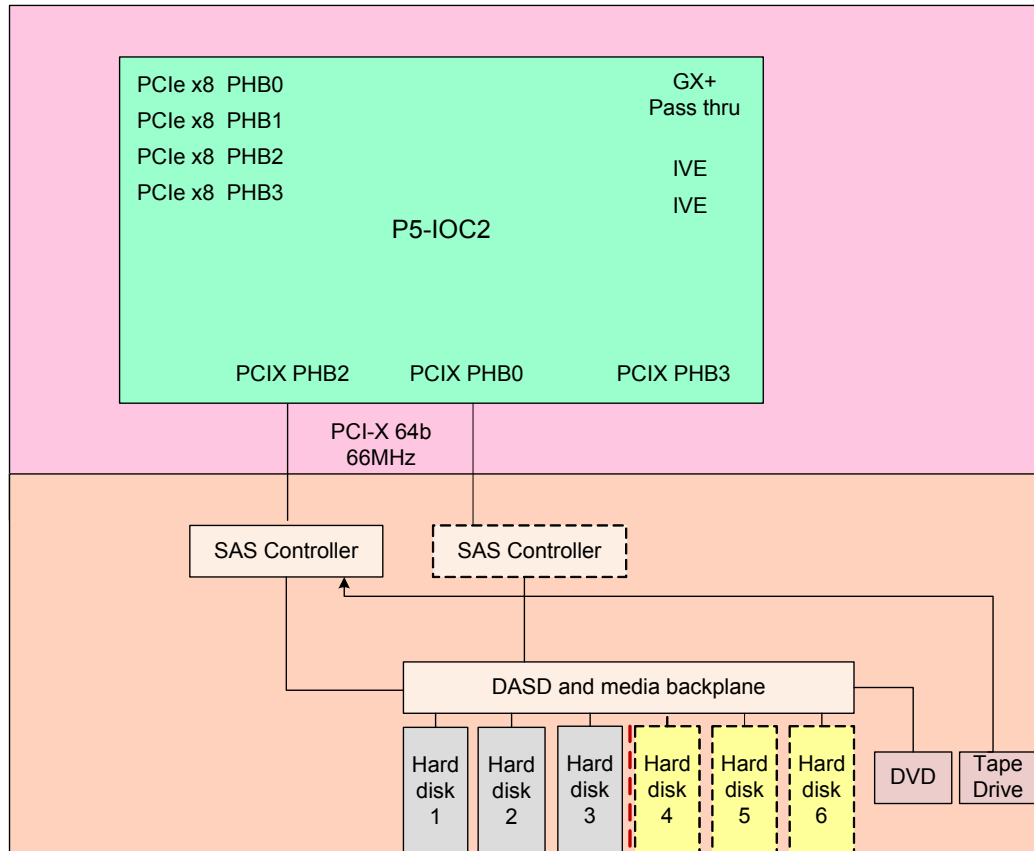 PCIe x8 PHB0
PCIe x8 PHB1
PCIe x8 PHB2
PCIe x8 PHB3
GX+
Pass thru
IVE
IVE
P5-IOC2
PCIX PHB2
PCIX PHB0
PCIX PHB3
PCI-X 64b
66MHz
SAS Controller
SAS Controller
DASD and media backplane
Hard
disk
1
Hard
disk
2
Hard
disk
3
Hard
disk
4
Hard
disk
5
Hard
disk
6
DVD
Tape
Drive